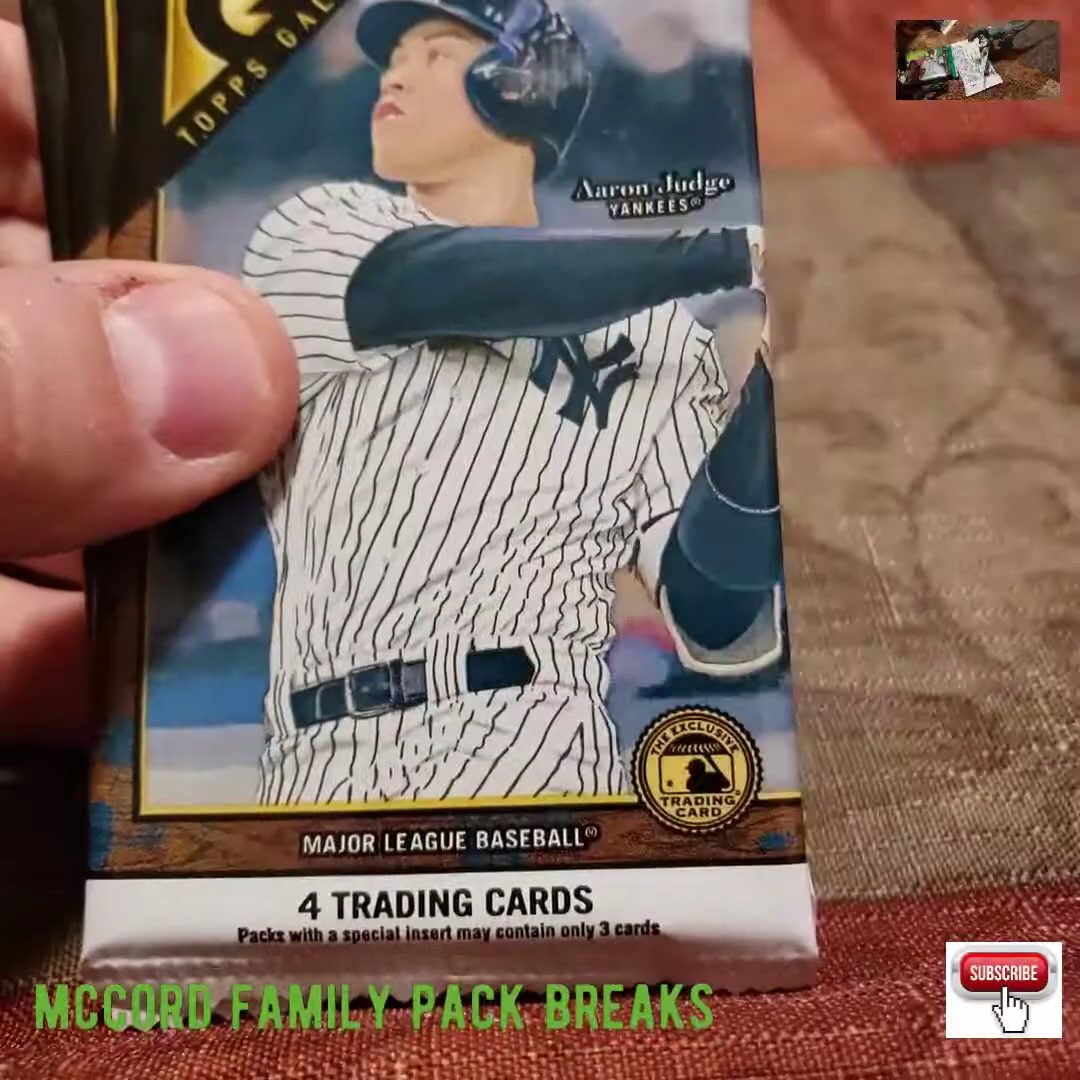 TOPPS GAL
Aaron Judge
YANKEES®
THE EXCLUSIVE
TRADING
CARD
MAJOR LEAGUE BASEBALL®
4 TRADING CARDS
Packs with a special insert may contain only 3 cards
MCCORD FAMILY PACK BREAKS
SUBSCRIBE